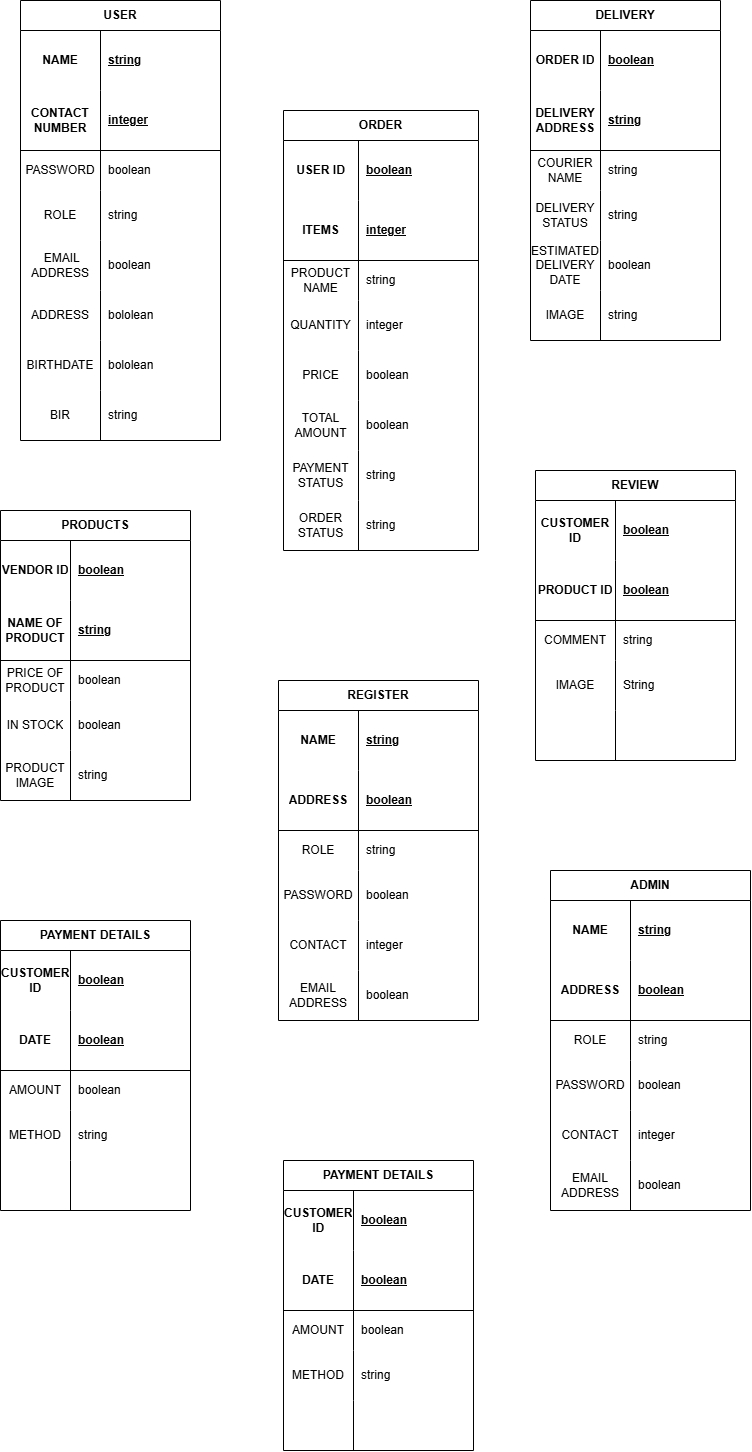 USER
NAME string
CONTACT
NUMBER integer
PASSWORD boolean
ROLE string
EMAIL
ADDRESS boolean
ADDRESS bololean
BIRTHDATE bololean
BIR string
DELIVERY
ORDER ID boolean
DELIVERY
ADDRESS string
COURIER
NAME string
DELIVERY
STATUS string
ESTIMATED
DELIVERY
DATE boolean
IMAGE string
ORDER
USER ID boolean
ITEMS integer
PRODUCT
NAME string
QUANTITY integer
PRICE boolean
TOTAL
AMOUNT boolean
PAYMENT
STATUS string
ORDER
STATUS string
REVIEW
CUSTOMER
ID boolean
PRODUCT ID boolean
COMMENT string
IMAGE String
PRODUCTS
VENDOR ID boolean
NAME OF
PRODUCT string
PRICE OF
PRODUCT boolean
IN STOCK boolean
PRODUCT
IMAGE string
REGISTER
NAME string
ADDRESS boolean
ROLE string
PASSWORD boolean
CONTACT integer
EMAIL
ADDRESS boolean
ADMIN
NAME string
ADDRESS boolean
ROLE string
PASSWORD boolean
CONTACT integer
EMAIL
ADDRESS boolean
PAYMENT DETAILS
CUSTOMER
ID boolean
DATE boolean
AMOUNT boolean
METHOD string
PAYMENT DETAILS
CUSTOMER
ID boolean
DATE boolean
AMOUNT boolean
METHOD string